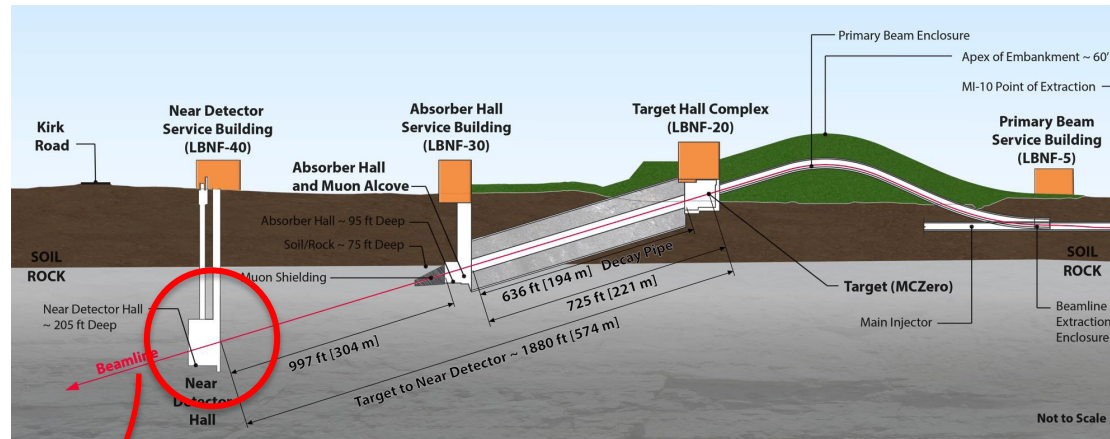 Primary Beam Enclosure
Apex of Embankment ~ 60'
MI-10 Point of Extraction
Kirk
Road
Near Detector
Service Building
(LBNF-40)
Absorber Hall
Service Building
(LBNF-30)
Target Hall Complex
(LBNF-20)
Primary Beam
Service Building
(LBNF-5)
Absorber Hall
and Muon Alcove
Absorber Hall ~ 95 ft Deep
Soil/Rock ~ 75 ft Deep
SOIL
ROCK
Muon Shielding
636 ft [194 m] Decay Pipe
725 ft [221 m]
Target (MCZero)
SOIL
ROCK
Near Detector Hall
~ 205 ft Deep
Main Injector
Beamline
Extraction
Enclosure
997 ft [304 m]
Target to Near Detector ~ 1880 ft [574 m]
Beamline
Near
Detector
Hall
Not to Scale